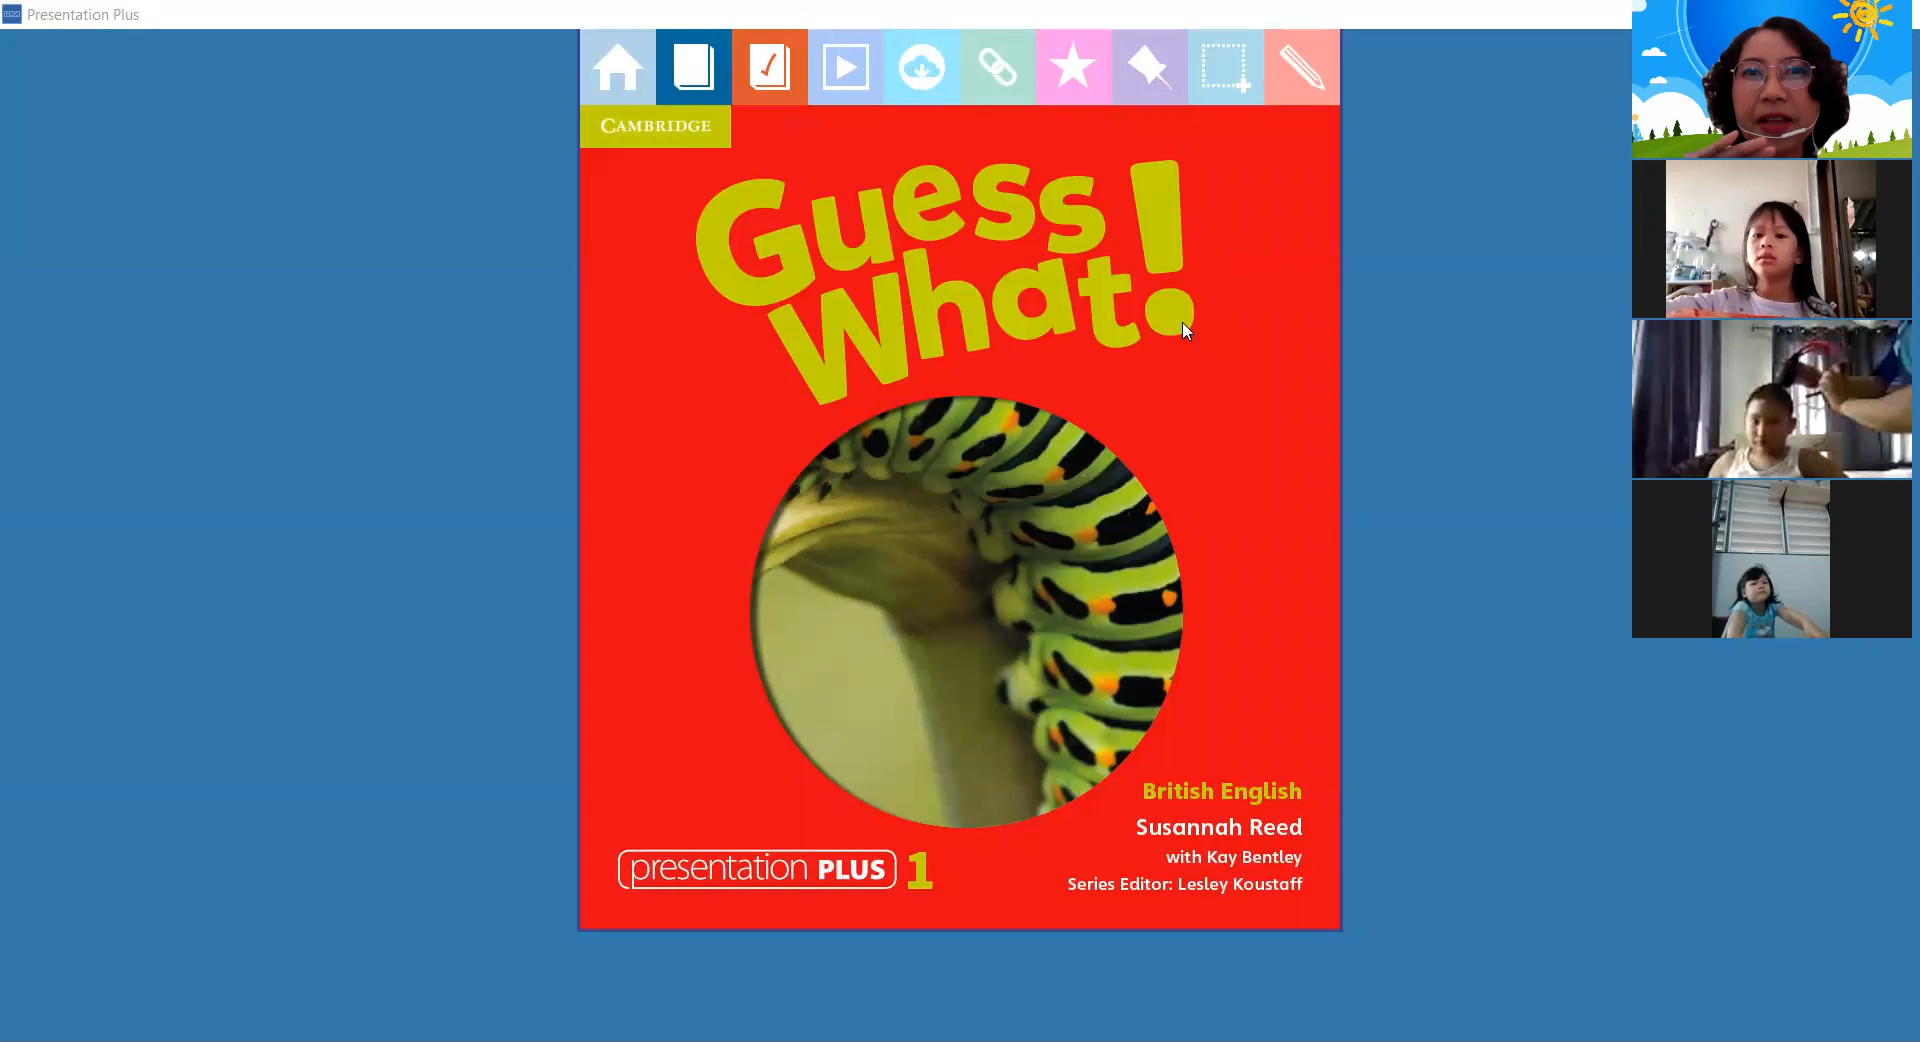 Presentation Plus
CAMBRIDGE
Guess
What!
British English
Susannah Reed
with Kay Bentley
Series Editor: Lesley Koustaff
presentation PLUS 1